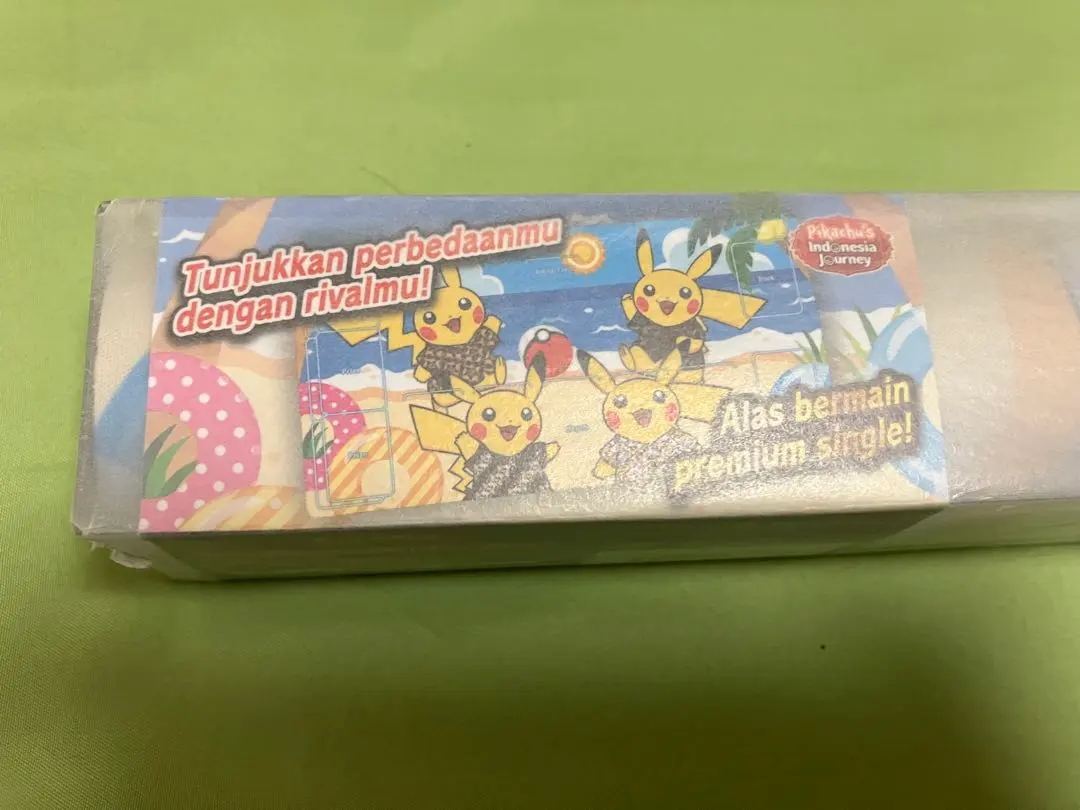 Tunjukkan perbedaanmu
dengan rivalmu!
Pikachu's
Indonesia
Journey
Alas bermain
premium single!